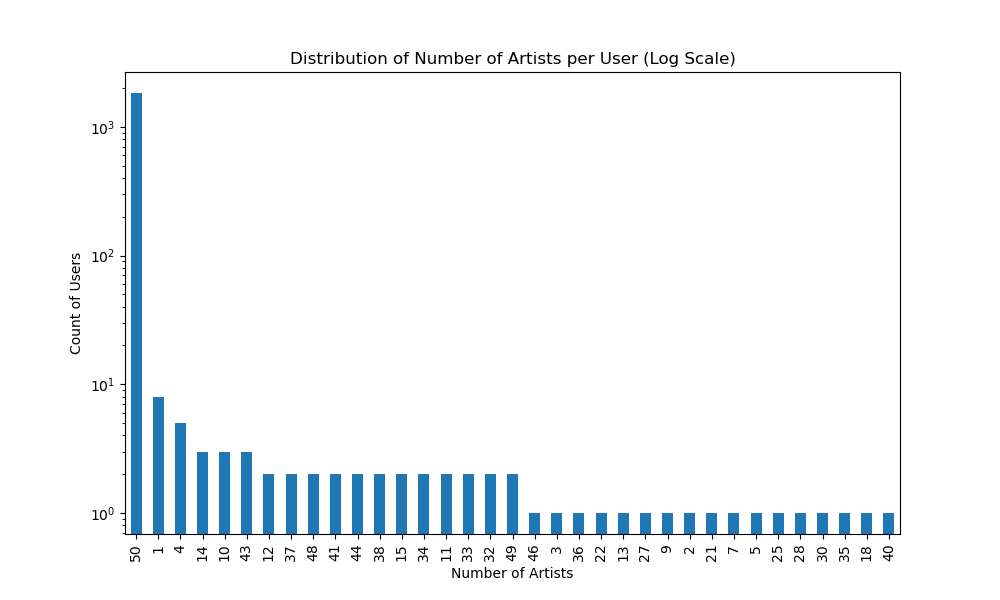 Distribution of Number of Artists per User (Log Scale)
Count of Users
10³
10²
10¹
10⁰
50 1 4 14 10 43 12 37 48 41 44 38 15 34 11 33 32 49 46 3 36 22 13 27 9 2 21 7 5 25 28 30 35 18 40
Number of Artists